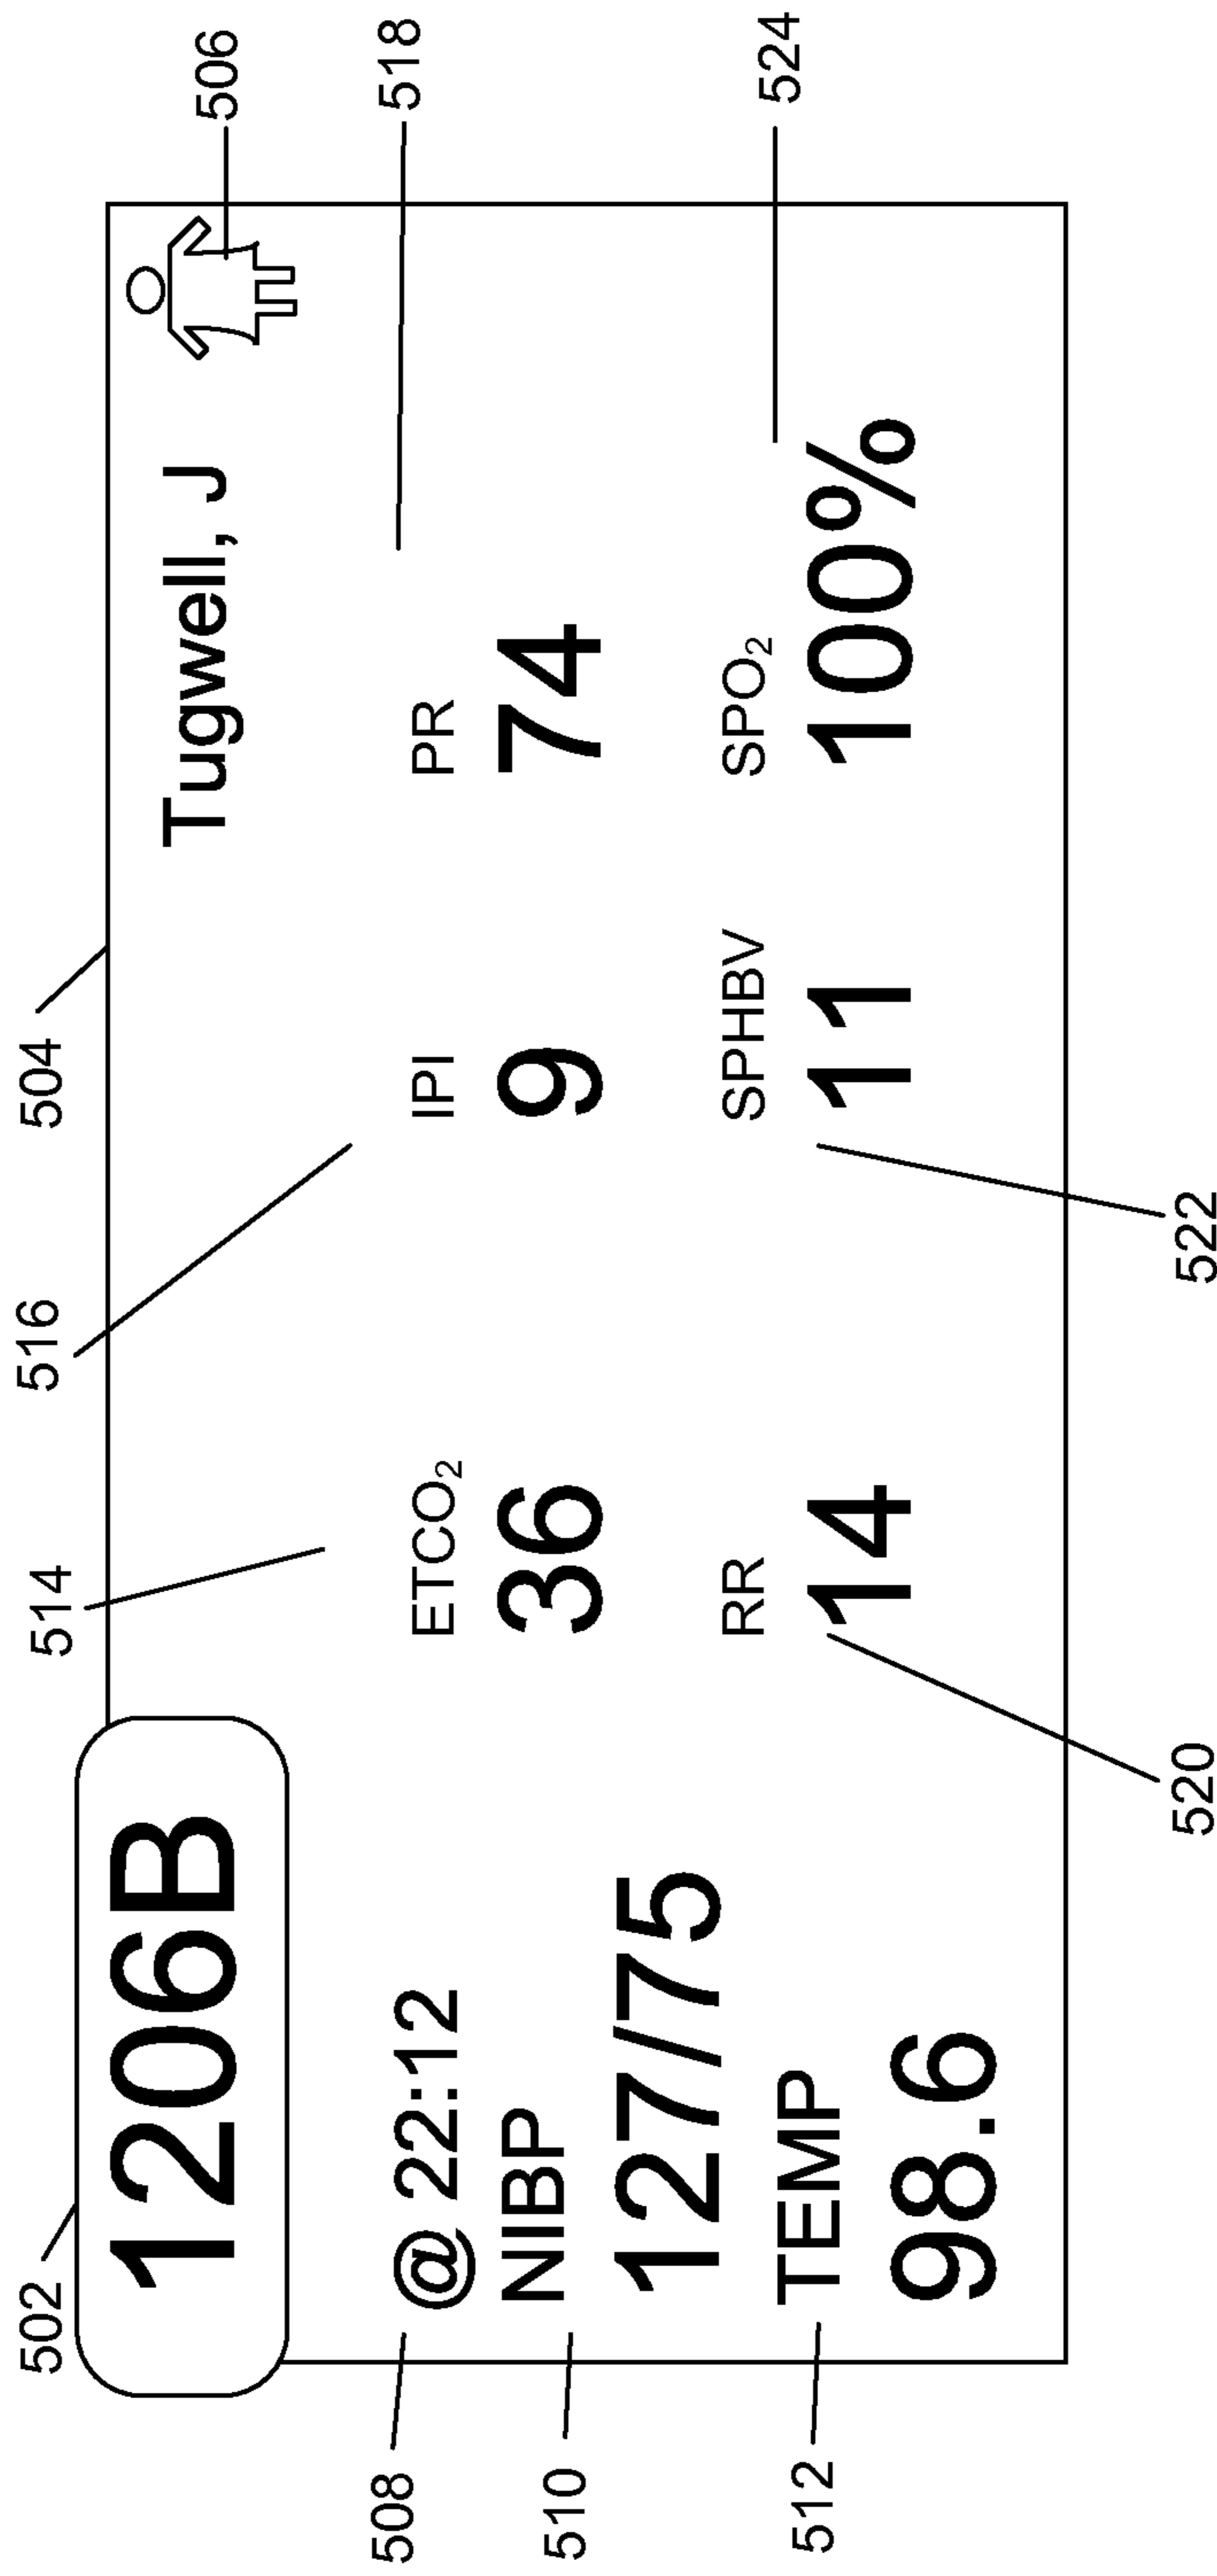 502
514
516
504
1206B
Tugwell, J
506
508
@ 22:12
ETCO₂
IPI
PR
518
510
NIBP
36
9
74
127/75
RR
SPHBV
SPO₂
524
512
TEMP
14
11
100%
98.6
520
522